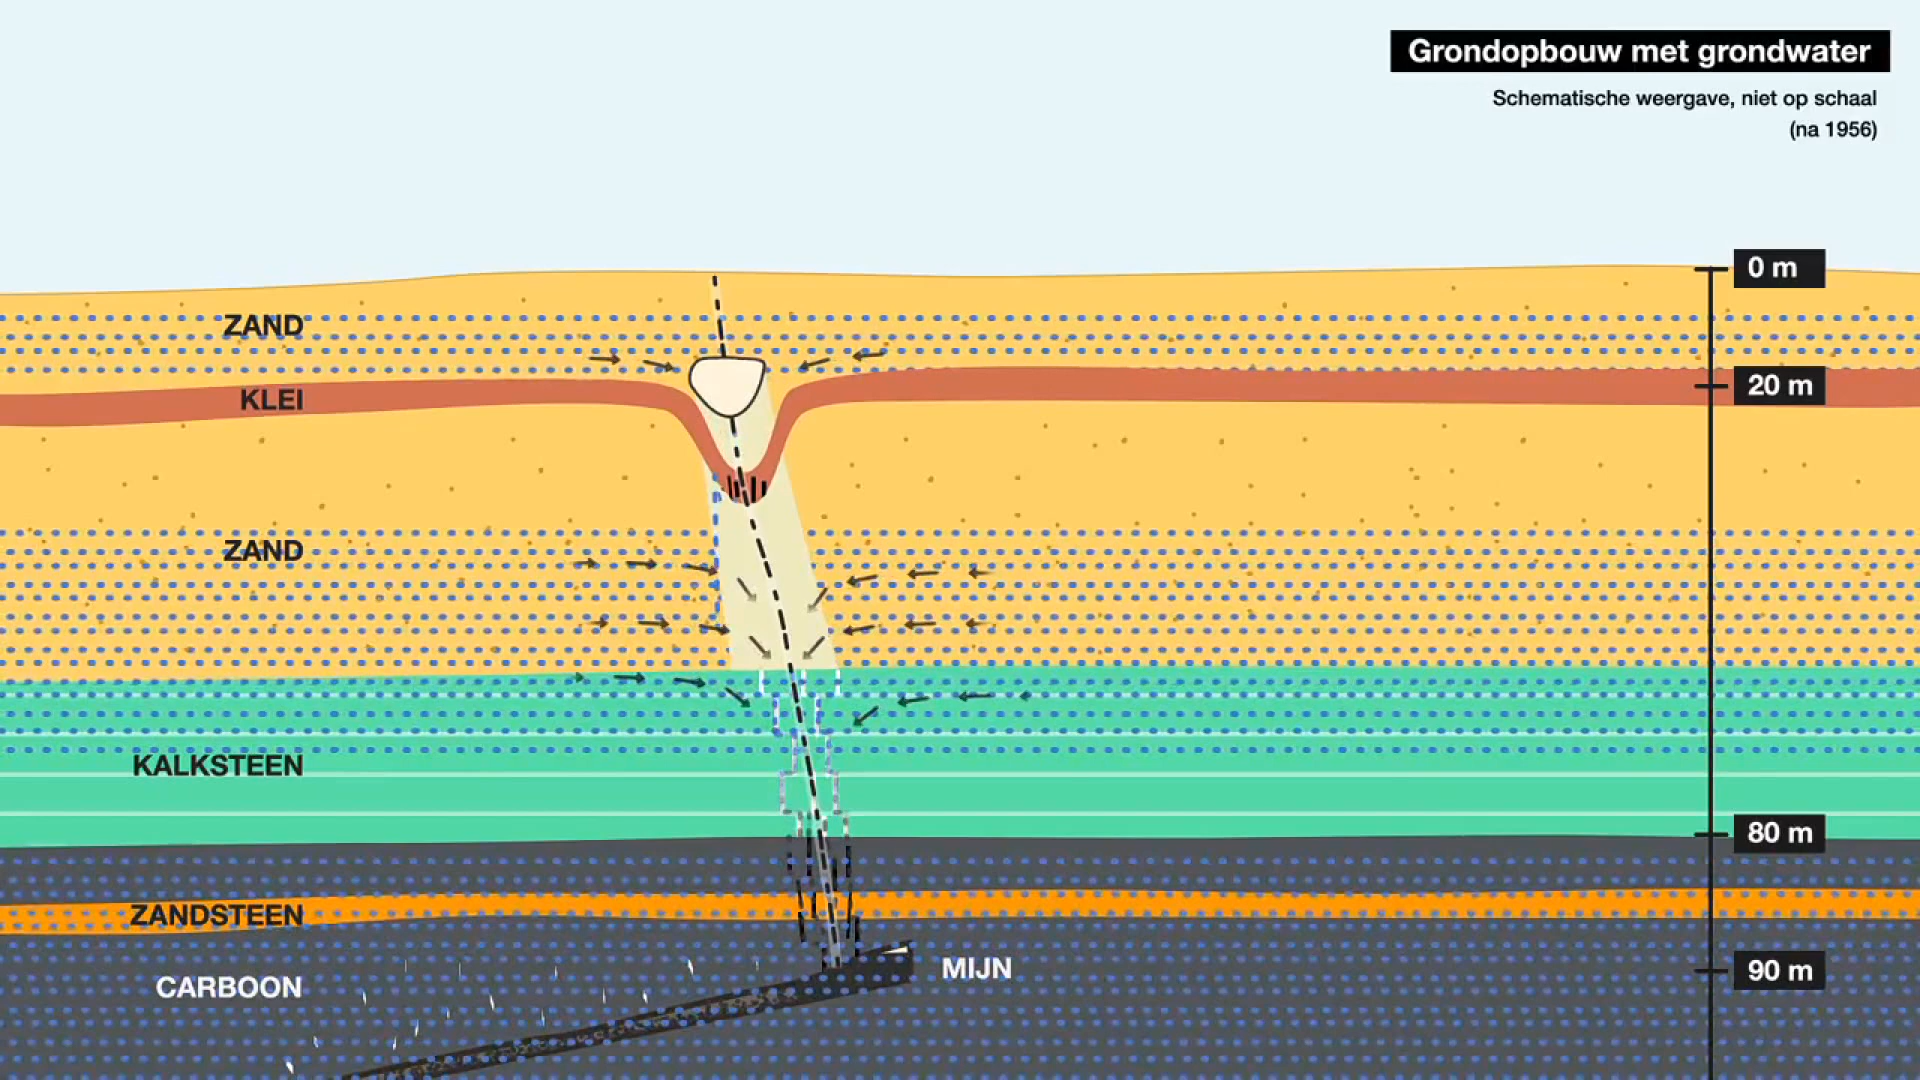 Grondopbouw met grondwater
Schematische weergave, niet op schaal
(na 1956)
0 m
ZAND
20 m
KLEI
ZAND
KALKSTEEN
80 m
ZANDSTEEN
MIJN
90 m
CARBOON